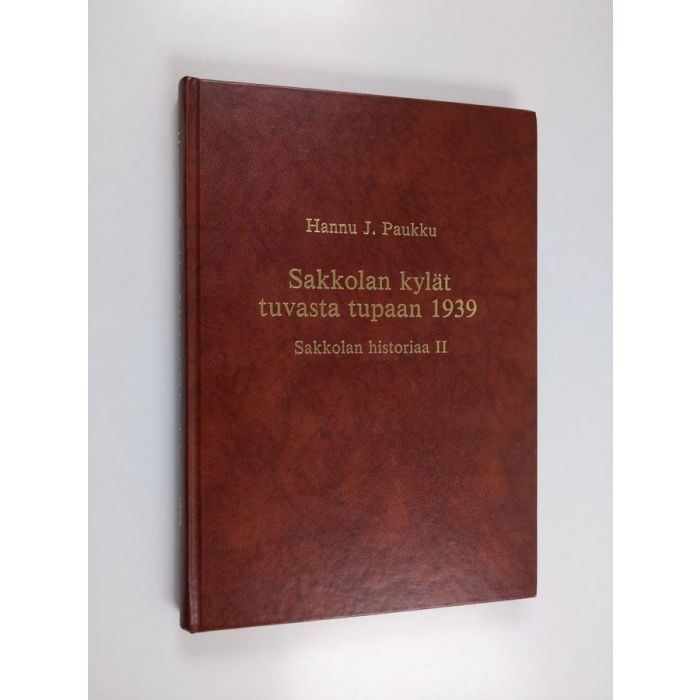 Hannu J. Paukku
Sakkolan kylät
tuvasta tupaan 1939
Sakkolan historiaa II